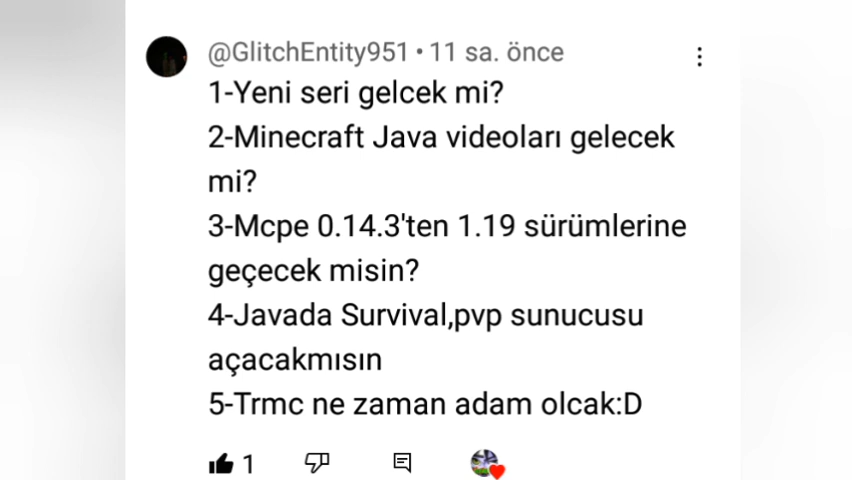 @GlitchEntity951 • 11 sa. önce
1-Yeni seri gelcek mi?
2-Minecraft Java videoları gelecek
mi?
3-Mcpe 0.14.3'ten 1.19 sürümlerine
geçecek misin?
4-Javada Survival,pvp sunucusu
açacakmısın
5-Trmc ne zaman adam olcak:D
1